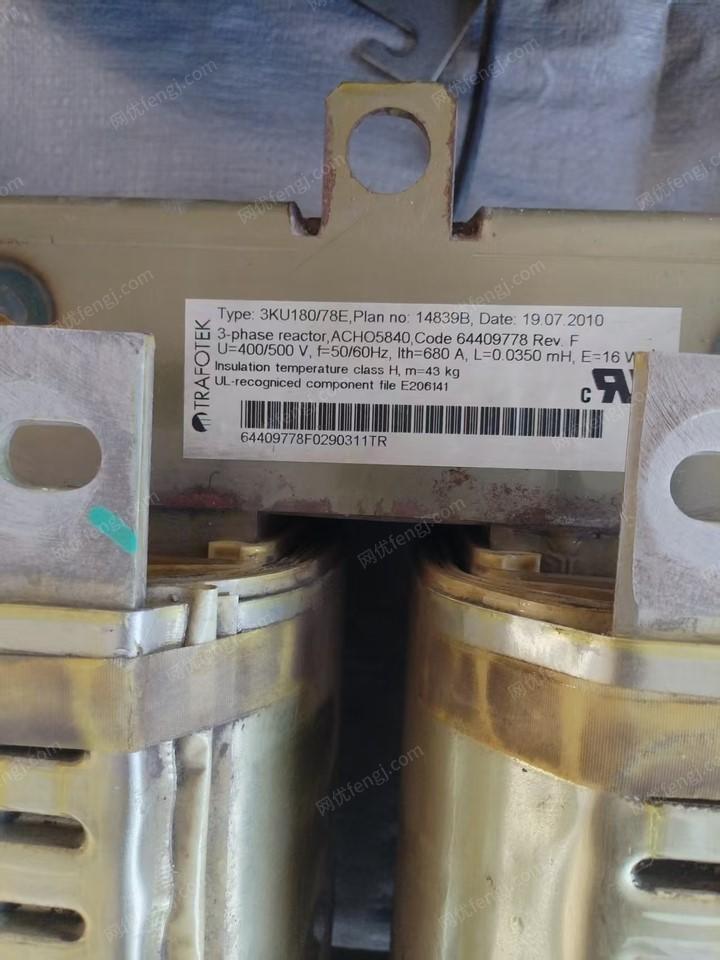 TRAFOTEK
Type: 3KU180/78E,Plan no: 14839B, Date: 19.07.2010
3-phase reactor,ACHO5840,Code 64409778 Rev. F
U=400/500 V, f=50/60Hz, Ith=680 A, L=0.0350 mH, E=16 W
Insulation temperature class H, m=43 kg
UL-recogniced component file E206141
c
64409778F0290311TR
网优fengj.com